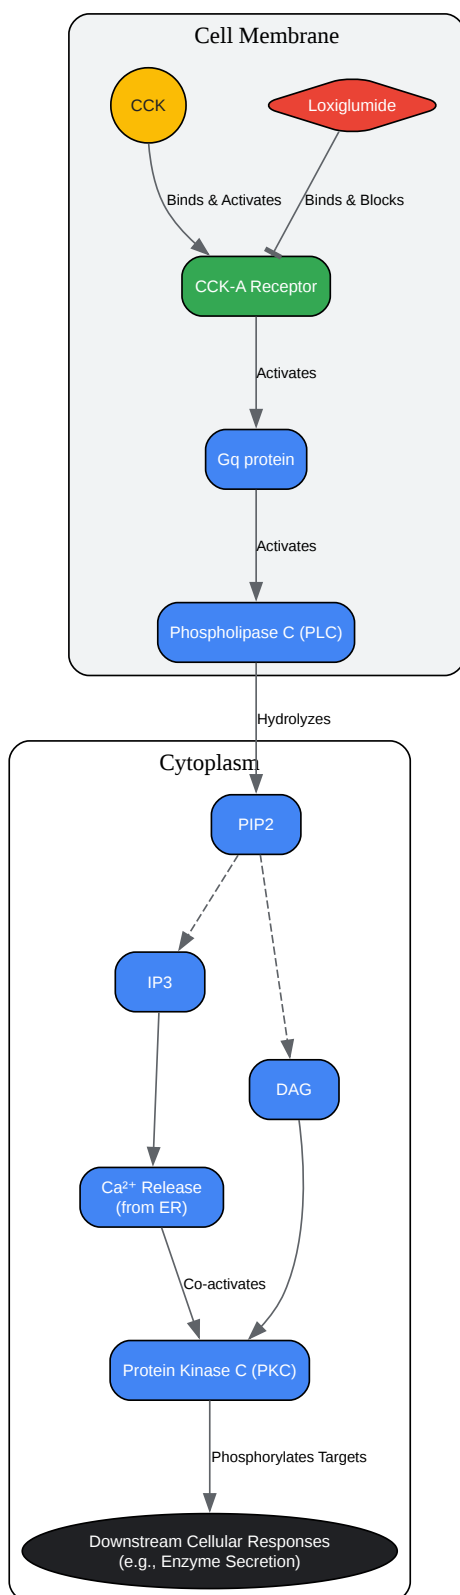 Cell Membrane
CCK
Loxiglumide
Binds & Activates
Binds & Blocks
CCK-A Receptor
Activates
Gq protein
Activates
Phospholipase C (PLC)
Hydrolyzes
Cytoplasm
PIP2
IP3
DAG
Ca²⁺ Release
(from ER)
Co-activates
Protein Kinase C (PKC)
Phosphorylates Targets
Downstream Cellular Responses
(e.g., Enzyme Secretion)